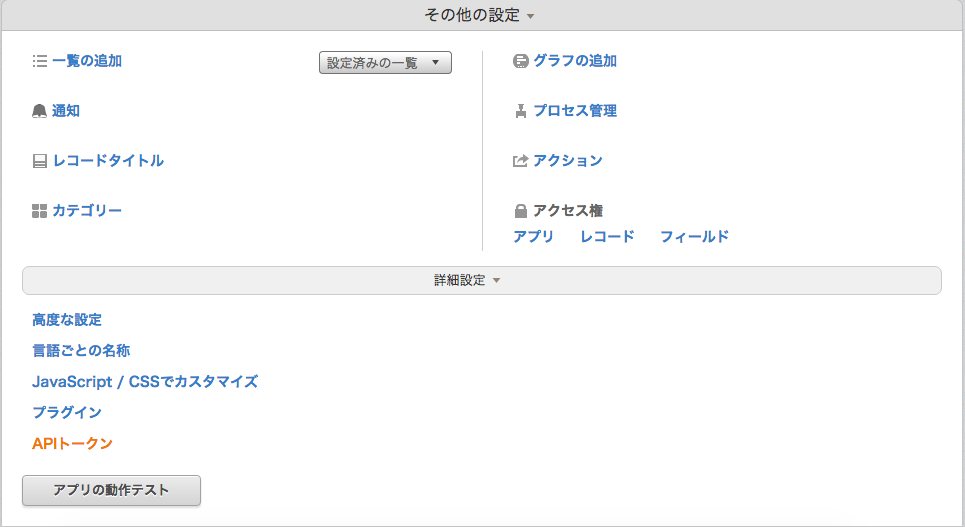 その他の設定
一覧の追加
設定済みの一覧
通知
レコードタイトル
カテゴリー
グラフの追加
プロセス管理
アクション
アクセス権
アプリ レコード フィールド
詳細設定
高度な設定
言語ごとの名称
JavaScript / CSSでカスタマイズ
プラグイン
APIトークン
アプリの動作テスト